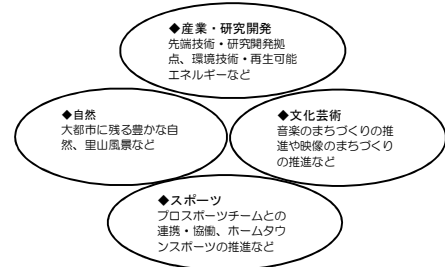 ◆産業・研究開発
先端技術・研究開発拠
点、環境技術・再生可能
エネルギーなど
◆自然
大都市に残る豊かな自
然、里山風景など
◆文化芸術
音楽のまちづくりの推
進や映像のまちづくり
の推進など
◆スポーツ
プロスポーツチームとの
連携・協働、ホームタウ
ンスポーツの推進など